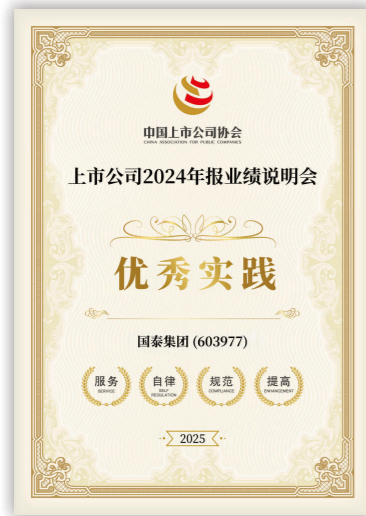 中国上市公司协会
CHINA ASSOCIATION FOR PUBLIC COMPANIES
上市公司2024年报业绩说明会
优秀实践
国泰集团 (603977)
服务 自律 规范 提高
SERVICE SELF REGULATION COMPLIANCE ENHANCEMENT
2025